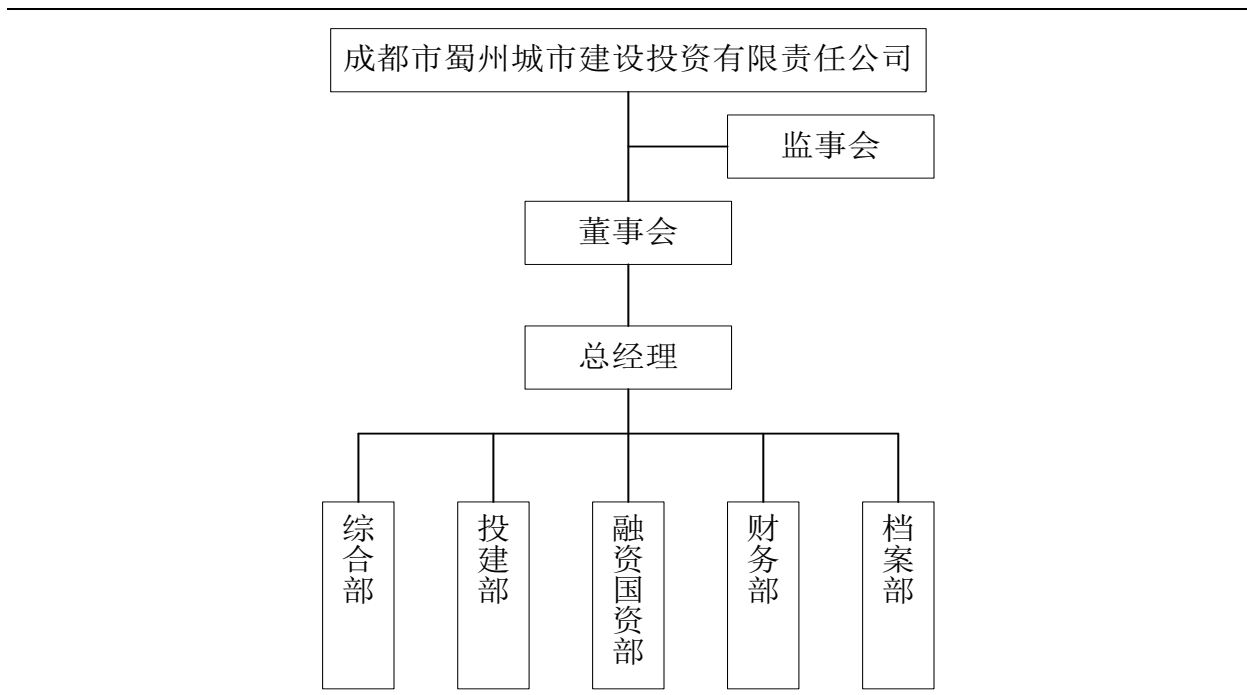 成都市蜀州城市建设投资有限责任公司
监事会
董事会
总经理
综合部
投建部
融资国资部
财务部
档案部